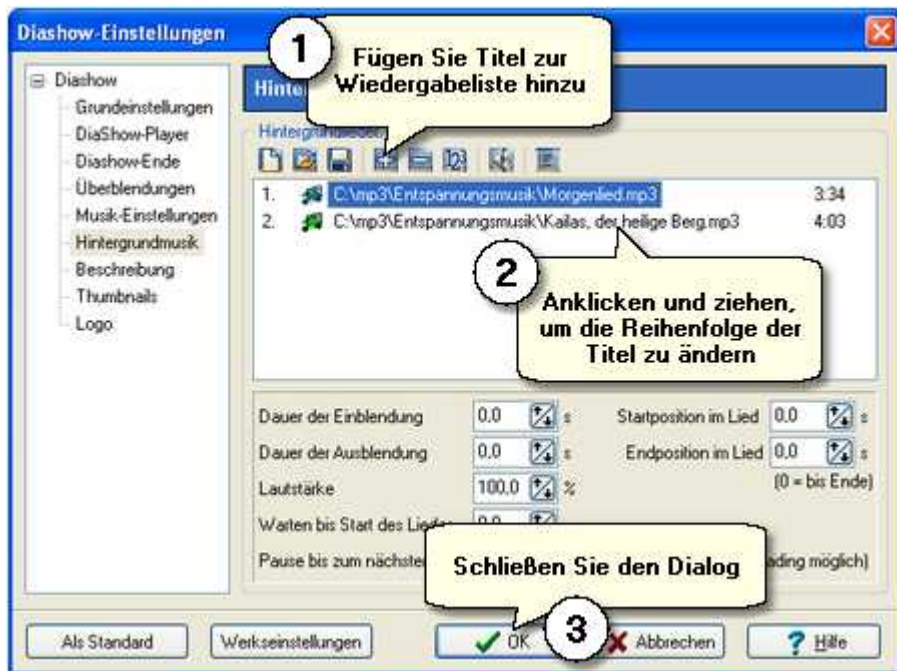 Diashow-Einstellungen
1
Fügen Sie Titel zur
Wiedergabeliste hinzu
Diashow
Grundeinstellungen
DiaShow-Player
Diashow-Ende
Überblendungen
Musik-Einstellungen
Hintergrundmusik
Beschreibung
Thumbnails
Logo
Hinte
Hintergrundlieder
1. C:\mp3\Entspannungsmusik\Morgenlied.mp3 3:34
2. C:\mp3\Entspannungsmusik\Kailas, der heilige Berg.mp3 4:03
2
Anklicken und ziehen,
um die Reihenfolge der
Titel zu ändern
Dauer der Einblendung 0,0 s Startposition im Lied 0,0 s
Dauer der Ausblendung 0,0 s Endposition im Lied 0,0 s
Lautstärke 100,0 % (0 = bis Ende)
Warten bis Start des Liedes 0,0
Pause bis zum nächsten ading möglich)
Schließen Sie den Dialog
3
Als Standard Werkseinstellungen OK Abbrechen Hilfe